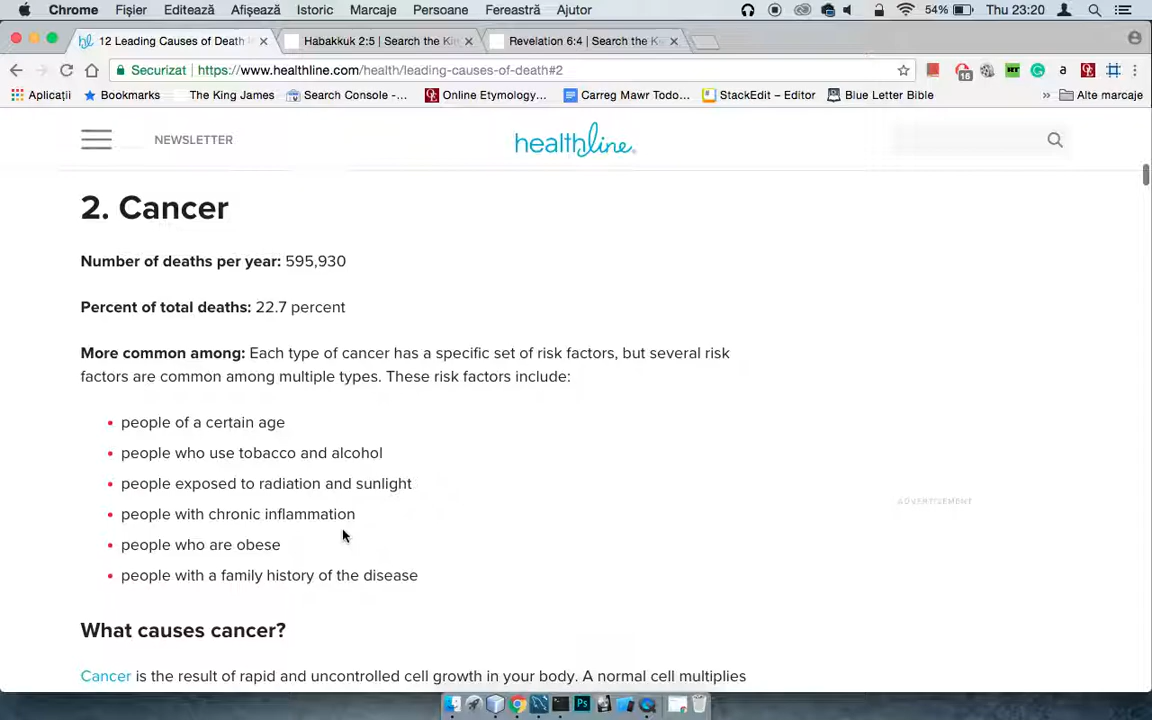 Chrome Fișier Editează Afișează Istoric Marcaje Persoane Fereastră Ajutor 54% Thu 23:20
12 Leading Causes of Death Habakkuk 2:5 | Search the Kin Revelation 6:4 | Search the K
Securizat https://www.healthline.com/health/leading-causes-of-death#2 16
Aplicații Bookmarks The King James Search Console -... Online Etymology... Carreg Mawr Todo... StackEdit – Editor Blue Letter Bible » Alte marcaje
NEWSLETTER healthline
2. Cancer
Number of deaths per year: 595,930
Percent of total deaths: 22.7 percent
More common among: Each type of cancer has a specific set of risk factors, but several risk
factors are common among multiple types. These risk factors include:
• people of a certain age
• people who use tobacco and alcohol
• people exposed to radiation and sunlight
ADVERTISEMENT
• people with chronic inflammation
• people who are obese
• people with a family history of the disease
What causes cancer?
Cancer is the result of rapid and uncontrolled cell growth in your body. A normal cell multiplies